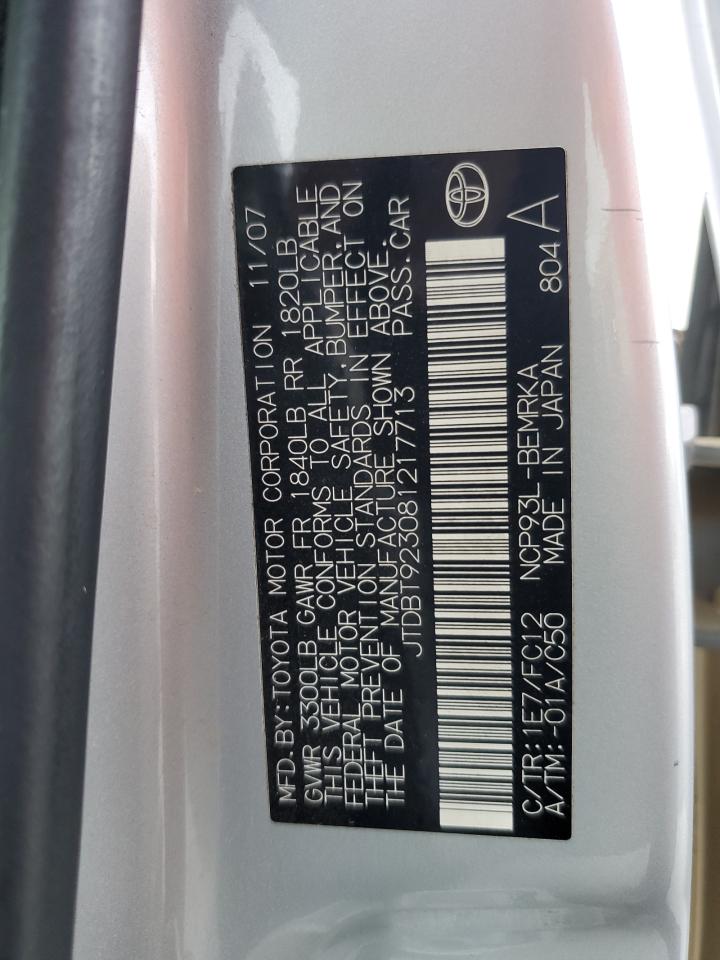 MFD.BY:TOYOTA MOTOR CORPORATION 11/07
GVWR 3300LB GAWR FR 1840LB RR 1820LB
THIS VEHICLE CONFORMS TO ALL APPLICABLE
FEDERAL MOTOR VEHICLE SAFETY, BUMPER, AND
THEFT PREVENTION STANDARDS IN EFFECT ON
THE DATE OF MANUFACTURE SHOWN ABOVE.
JTDBT923081217713 PASS.CAR
C/TR:1E7/FC12 NCP93L-BEMRKA 804 A
A/TM:-01A/C50 MADE IN JAPAN